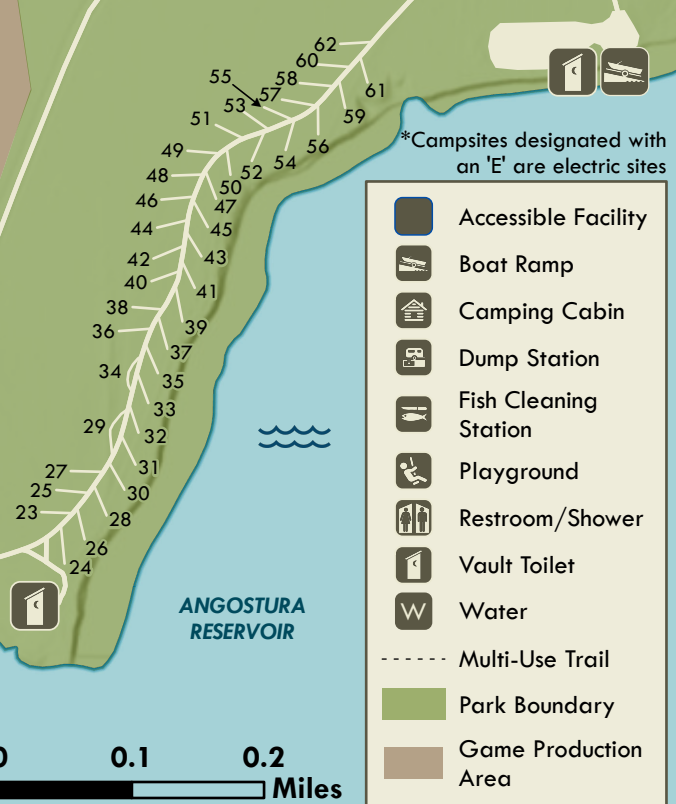 62
60
55
58
57
61
53
59
51
56
54
49
52
48
50
46
47
44
45
42
43
40
41
38
39
36
37
34
35
33
29
32
31
27
30
25
28
23
26
24
*Campsites designated with
an 'E' are electric sites
Accessible Facility
Boat Ramp
Camping Cabin
Dump Station
Fish Cleaning
Station
Playground
Restroom/Shower
Vault Toilet
W Water
Multi-Use Trail
Park Boundary
Game Production
Area
ANGOSTURA
RESERVOIR
0 0.1 0.2
Miles